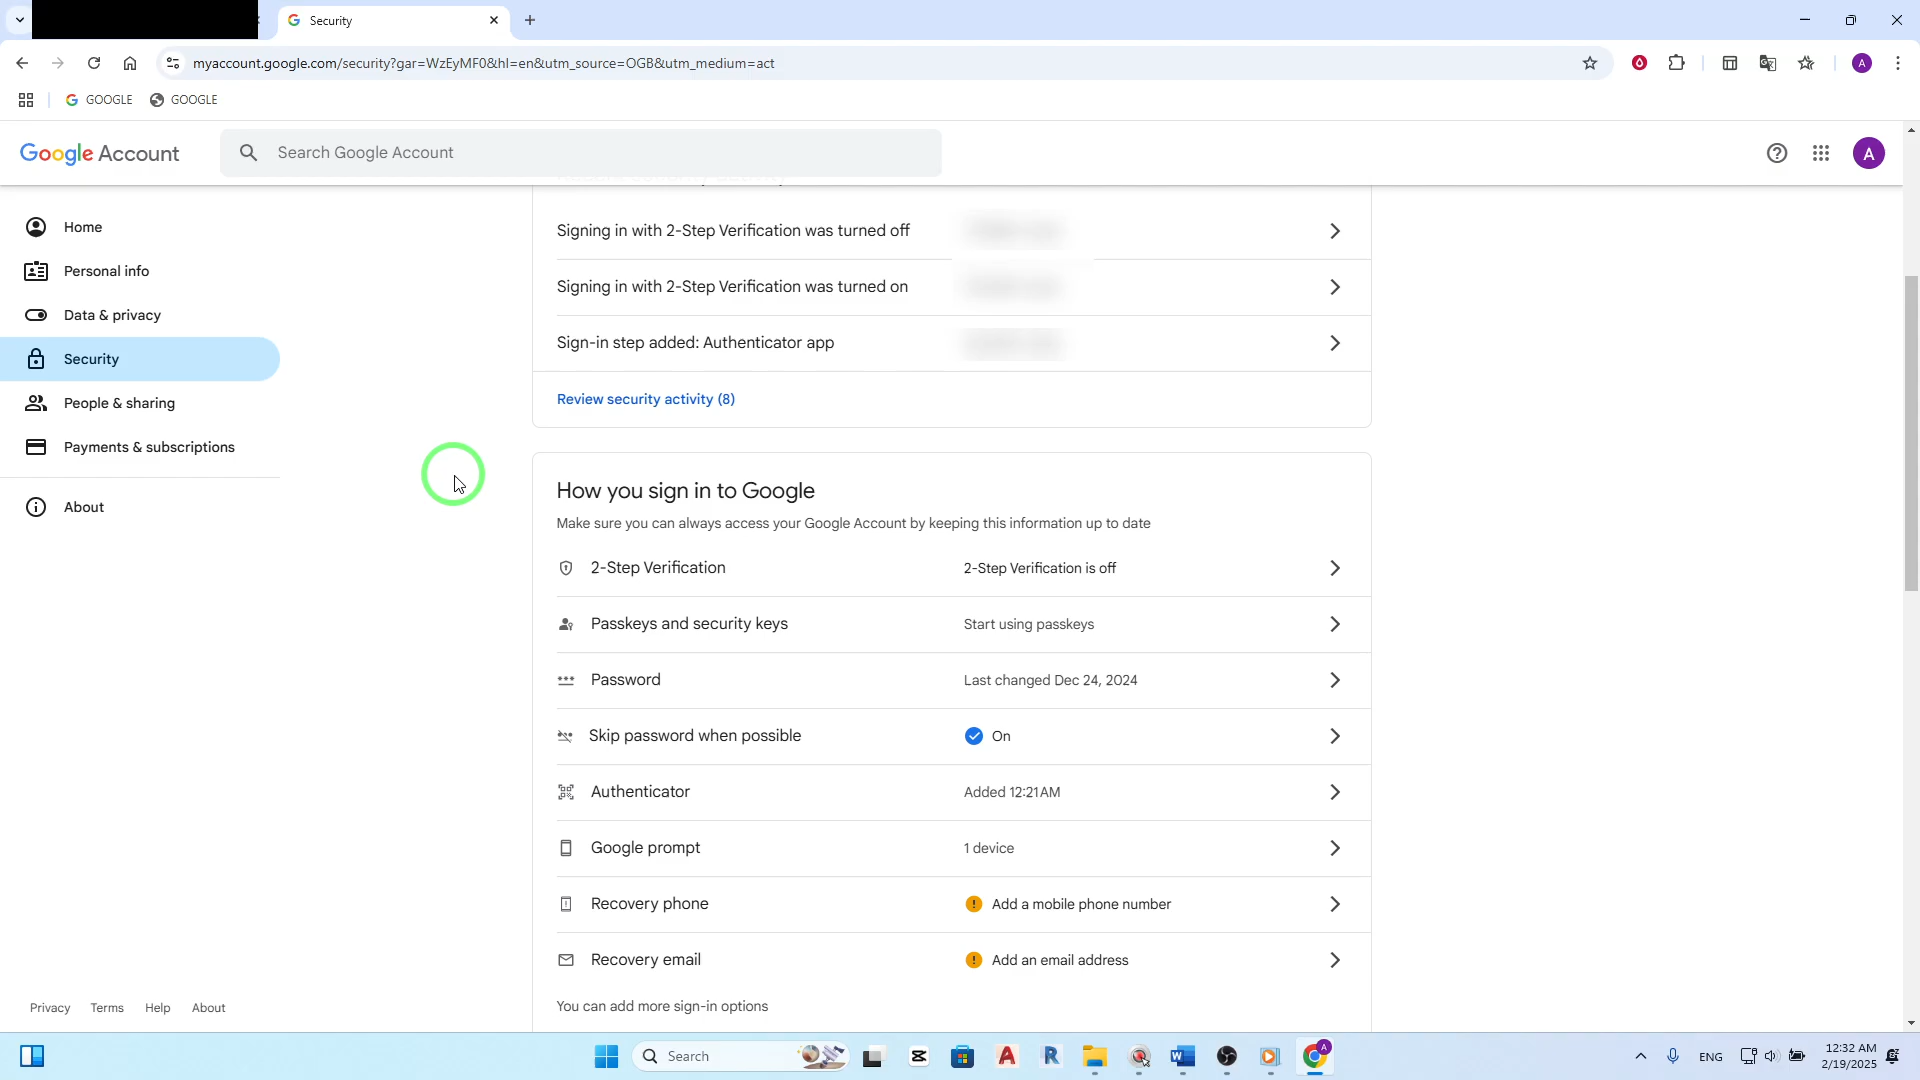 Security
myaccount.google.com/security?gar=WzEyMF0&hl=en&utm_source=OGB&utm_medium=act
A
GOOGLE
GOOGLE
Google Account
Search Google Account
A
Home
Personal info
Data & privacy
Security
People & sharing
Payments & subscriptions
About
Signing in with 2-Step Verification was turned off
Signing in with 2-Step Verification was turned on
Sign-in step added: Authenticator app
Review security activity (8)
How you sign in to Google
Make sure you can always access your Google Account by keeping this information up to date
2-Step Verification
2-Step Verification is off
Passkeys and security keys
Start using passkeys
Password
Last changed Dec 24, 2024
Skip password when possible
On
Authenticator
Added 12:21 AM
Google prompt
1 device
Recovery phone
Add a mobile phone number
Recovery email
Add an email address
You can add more sign-in options
Privacy
Terms
Help
About
Search
ENG
12:32 AM
2/19/2025